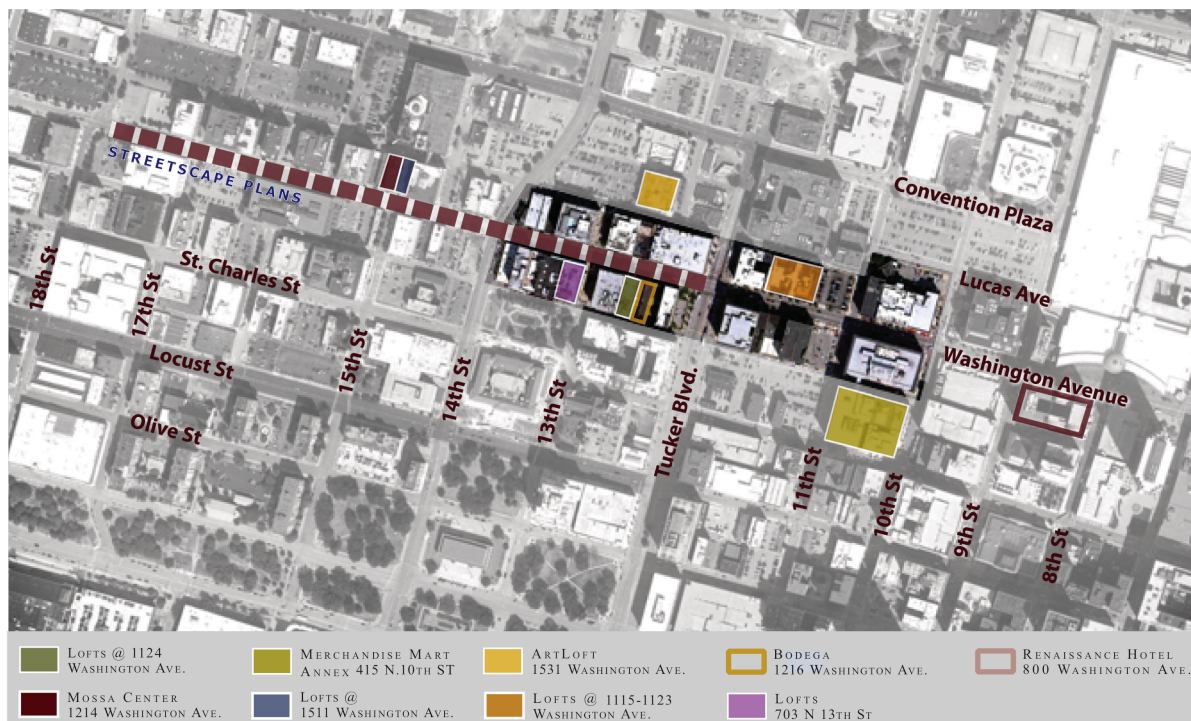 STREETSCAPE PLANS
Convention Plaza
18th St
17th St
St. Charles St
Lucas Ave
Locust St
15th St
14th St
13th St
Tucker Blvd.
Washington Avenue
Olive St
11th St
10th St
9th St
8th St
LOFTS @ 1124
WASHINGTON AVE.
MERCHANDISE MART
ANNEX 415 N.10TH ST
ARTLOFT
1531 WASHINGTON AVE.
BODEGA
1216 WASHINGTON AVE.
RENAISSANCE HOTEL
800 WASHINGTON AVE.
MOSSA CENTER
1214 WASHINGTON AVE.
LOFTS @
1511 WASHINGTON AVE.
LOFTS @ 1115-1123
WASHINGTON AVE.
LOFTS
703 N 13TH ST